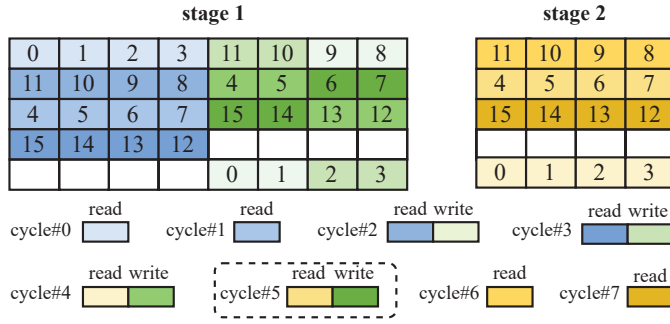 stage 1 stage 2
0 1 2 3 11 10 9 8 11 10 9 8
11 10 9 8 4 5 6 7 4 5 6 7
4 5 6 7 15 14 13 12 15 14 13 12
15 14 13 12
0 1 2 3 0 1 2 3
read read read write read write
cycle#0 cycle#1 cycle#2 cycle#3
read write read write read read
cycle#4 cycle#5 cycle#6 cycle#7